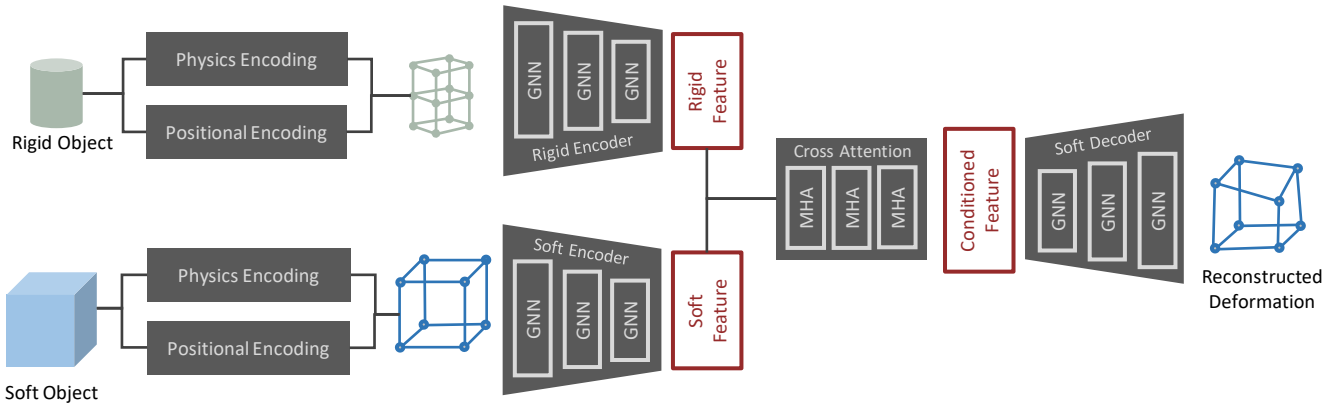 Rigid Object
Physics Encoding
Positional Encoding
GNN
GNN
GNN
Rigid Encoder
Rigid
Feature
Soft Object
Physics Encoding
Positional Encoding
Soft Encoder
GNN
GNN
GNN
Soft
Feature
Cross Attention
MHA
MHA
MHA
Conditioned
Feature
Soft Decoder
GNN
GNN
GNN
Reconstructed
Deformation